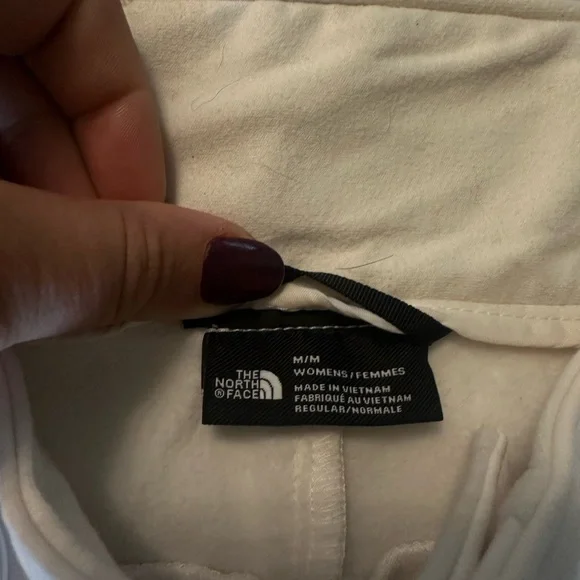 THE
NORTH
®FACE
M/M
WOMENS/FEMMES
MADE IN VIETNAM
FABRIQUÉ AU VIETNAM
REGULAR/NORMALE